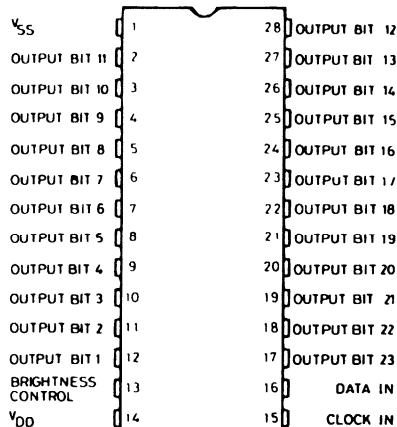 VSS 1 28 OUTPUT BIT 12
OUTPUT BIT 11 2 27 OUTPUT BIT 13
OUTPUT BIT 10 3 26 OUTPUT BIT 14
OUTPUT BIT 9 4 25 OUTPUT BIT 15
OUTPUT BIT 8 5 24 OUTPUT BIT 16
OUTPUT BIT 7 6 23 OUTPUT BIT 17
OUTPUT BIT 6 7 22 OUTPUT BIT 18
OUTPUT BIT 5 8 21 OUTPUT BIT 19
OUTPUT BIT 4 9 20 OUTPUT BIT 20
OUTPUT BIT 3 10 19 OUTPUT BIT 21
OUTPUT BIT 2 11 18 OUTPUT BIT 22
OUTPUT BIT 1 12 17 OUTPUT BIT 23
BRIGHTNESS
CONTROL 13 16 DATA IN
VDD 14 15 CLOCK IN